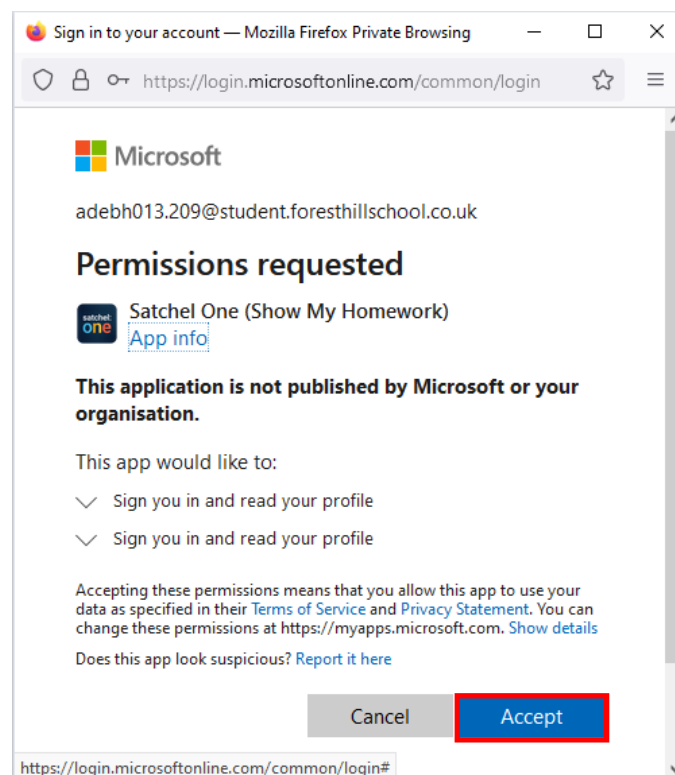 Sign in to your account — Mozilla Firefox Private Browsing
https://login.microsoftonline.com/common/login
Microsoft
adebh013.209@student.foresthillschool.co.uk
Permissions requested
satchel
one
Satchel One (Show My Homework)
App info
This application is not published by Microsoft or your
organisation.
This app would like to:
Sign you in and read your profile
Sign you in and read your profile
Accepting these permissions means that you allow this app to use your
data as specified in their Terms of Service and Privacy Statement. You can
change these permissions at https://myapps.microsoft.com. Show details
Does this app look suspicious? Report it here
Cancel
Accept
https://login.microsoftonline.com/common/login#